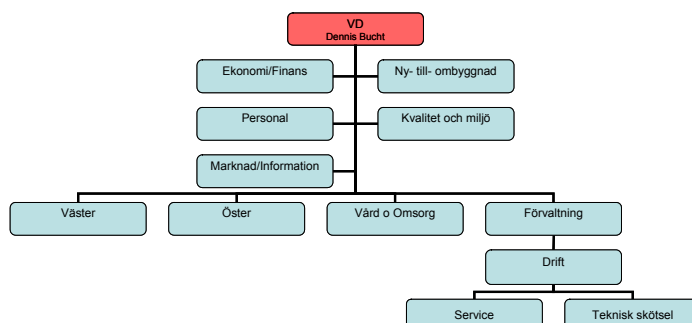 VD
Dennis Bucht
Ekonomi/Finans
Ny- till- ombyggnad
Personal
Kvalitet och miljö
Marknad/Information
Väster
Öster
Vård o Omsorg
Förvaltning
Drift
Service
Teknisk skötsel